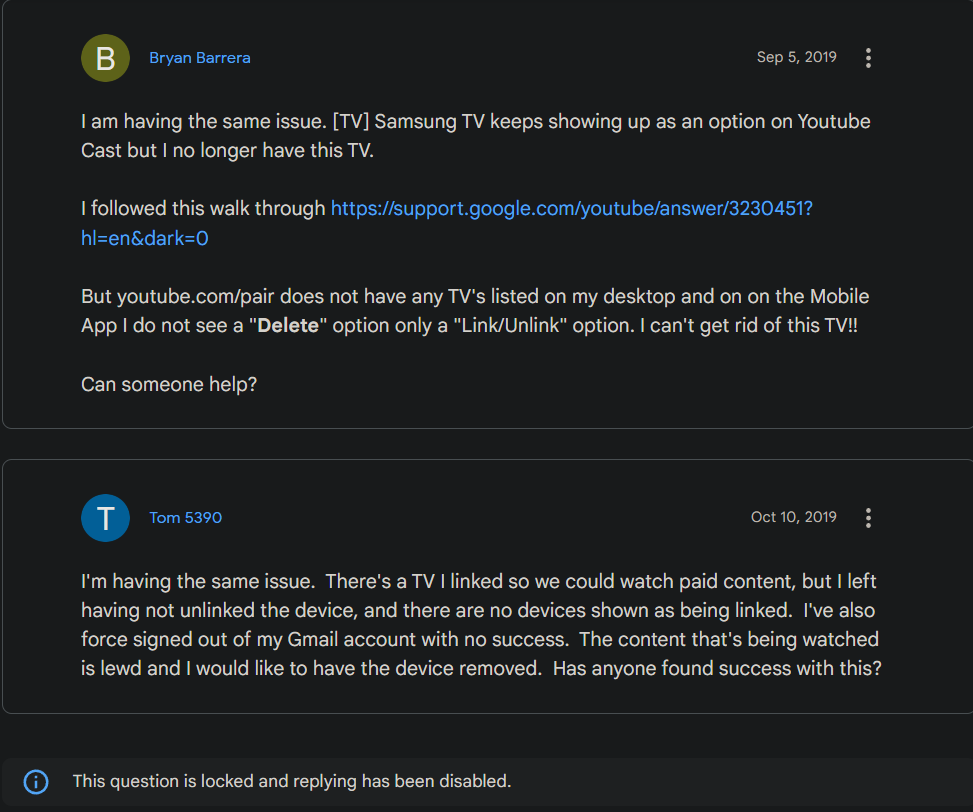 B
Bryan Barrera
Sep 5, 2019
I am having the same issue. [TV] Samsung TV keeps showing up as an option on Youtube
Cast but I no longer have this TV.
I followed this walk through https://support.google.com/youtube/answer/3230451?
hl=en&dark=0
But youtube.com/pair does not have any TV's listed on my desktop and on on the Mobile
App I do not see a "Delete" option only a "Link/Unlink" option. I can't get rid of this TV!!
Can someone help?
T
Tom 5390
Oct 10, 2019
I'm having the same issue.  There's a TV I linked so we could watch paid content, but I left
having not unlinked the device, and there are no devices shown as being linked.  I've also
force signed out of my Gmail account with no success.  The content that's being watched
is lewd and I would like to have the device removed.  Has anyone found success with this?
This question is locked and replying has been disabled.